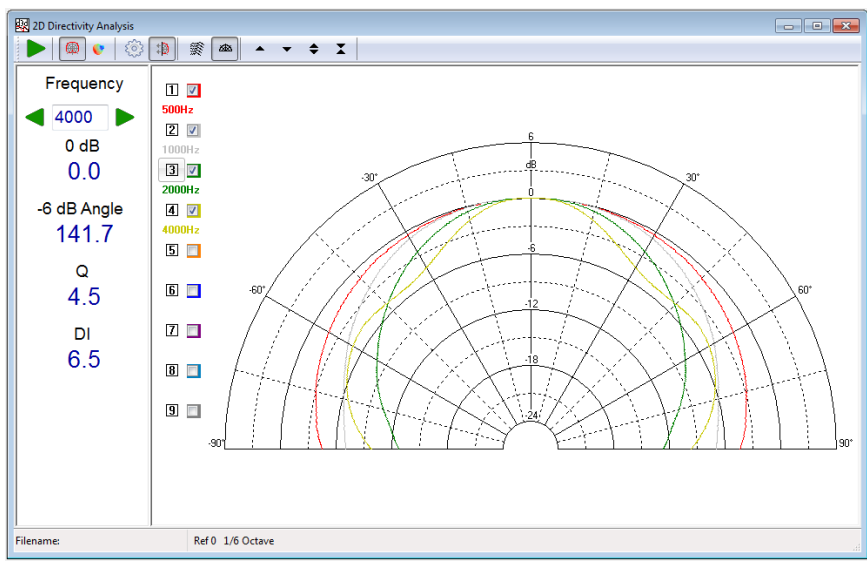 2D Directivity Analysis
Frequency
4000
0 dB
0.0
-6 dB Angle
141.7
Q
4.5
DI
6.5
1
500Hz
2
1000Hz
3
2000Hz
4
4000Hz
5
6
7
8
9
6
dB
0
-6
-12
-18
-24
-90°
-60°
-30°
30°
60°
90°
Filename:
Ref 0 1/6 Octave